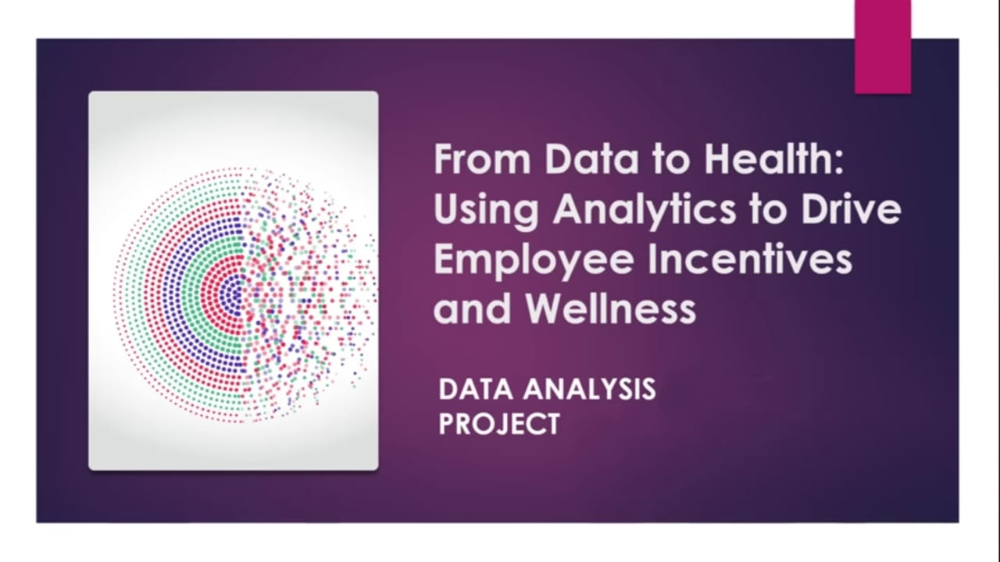 From Data to Health:
Using Analytics to Drive
Employee Incentives
and Wellness
DATA ANALYSIS
PROJECT